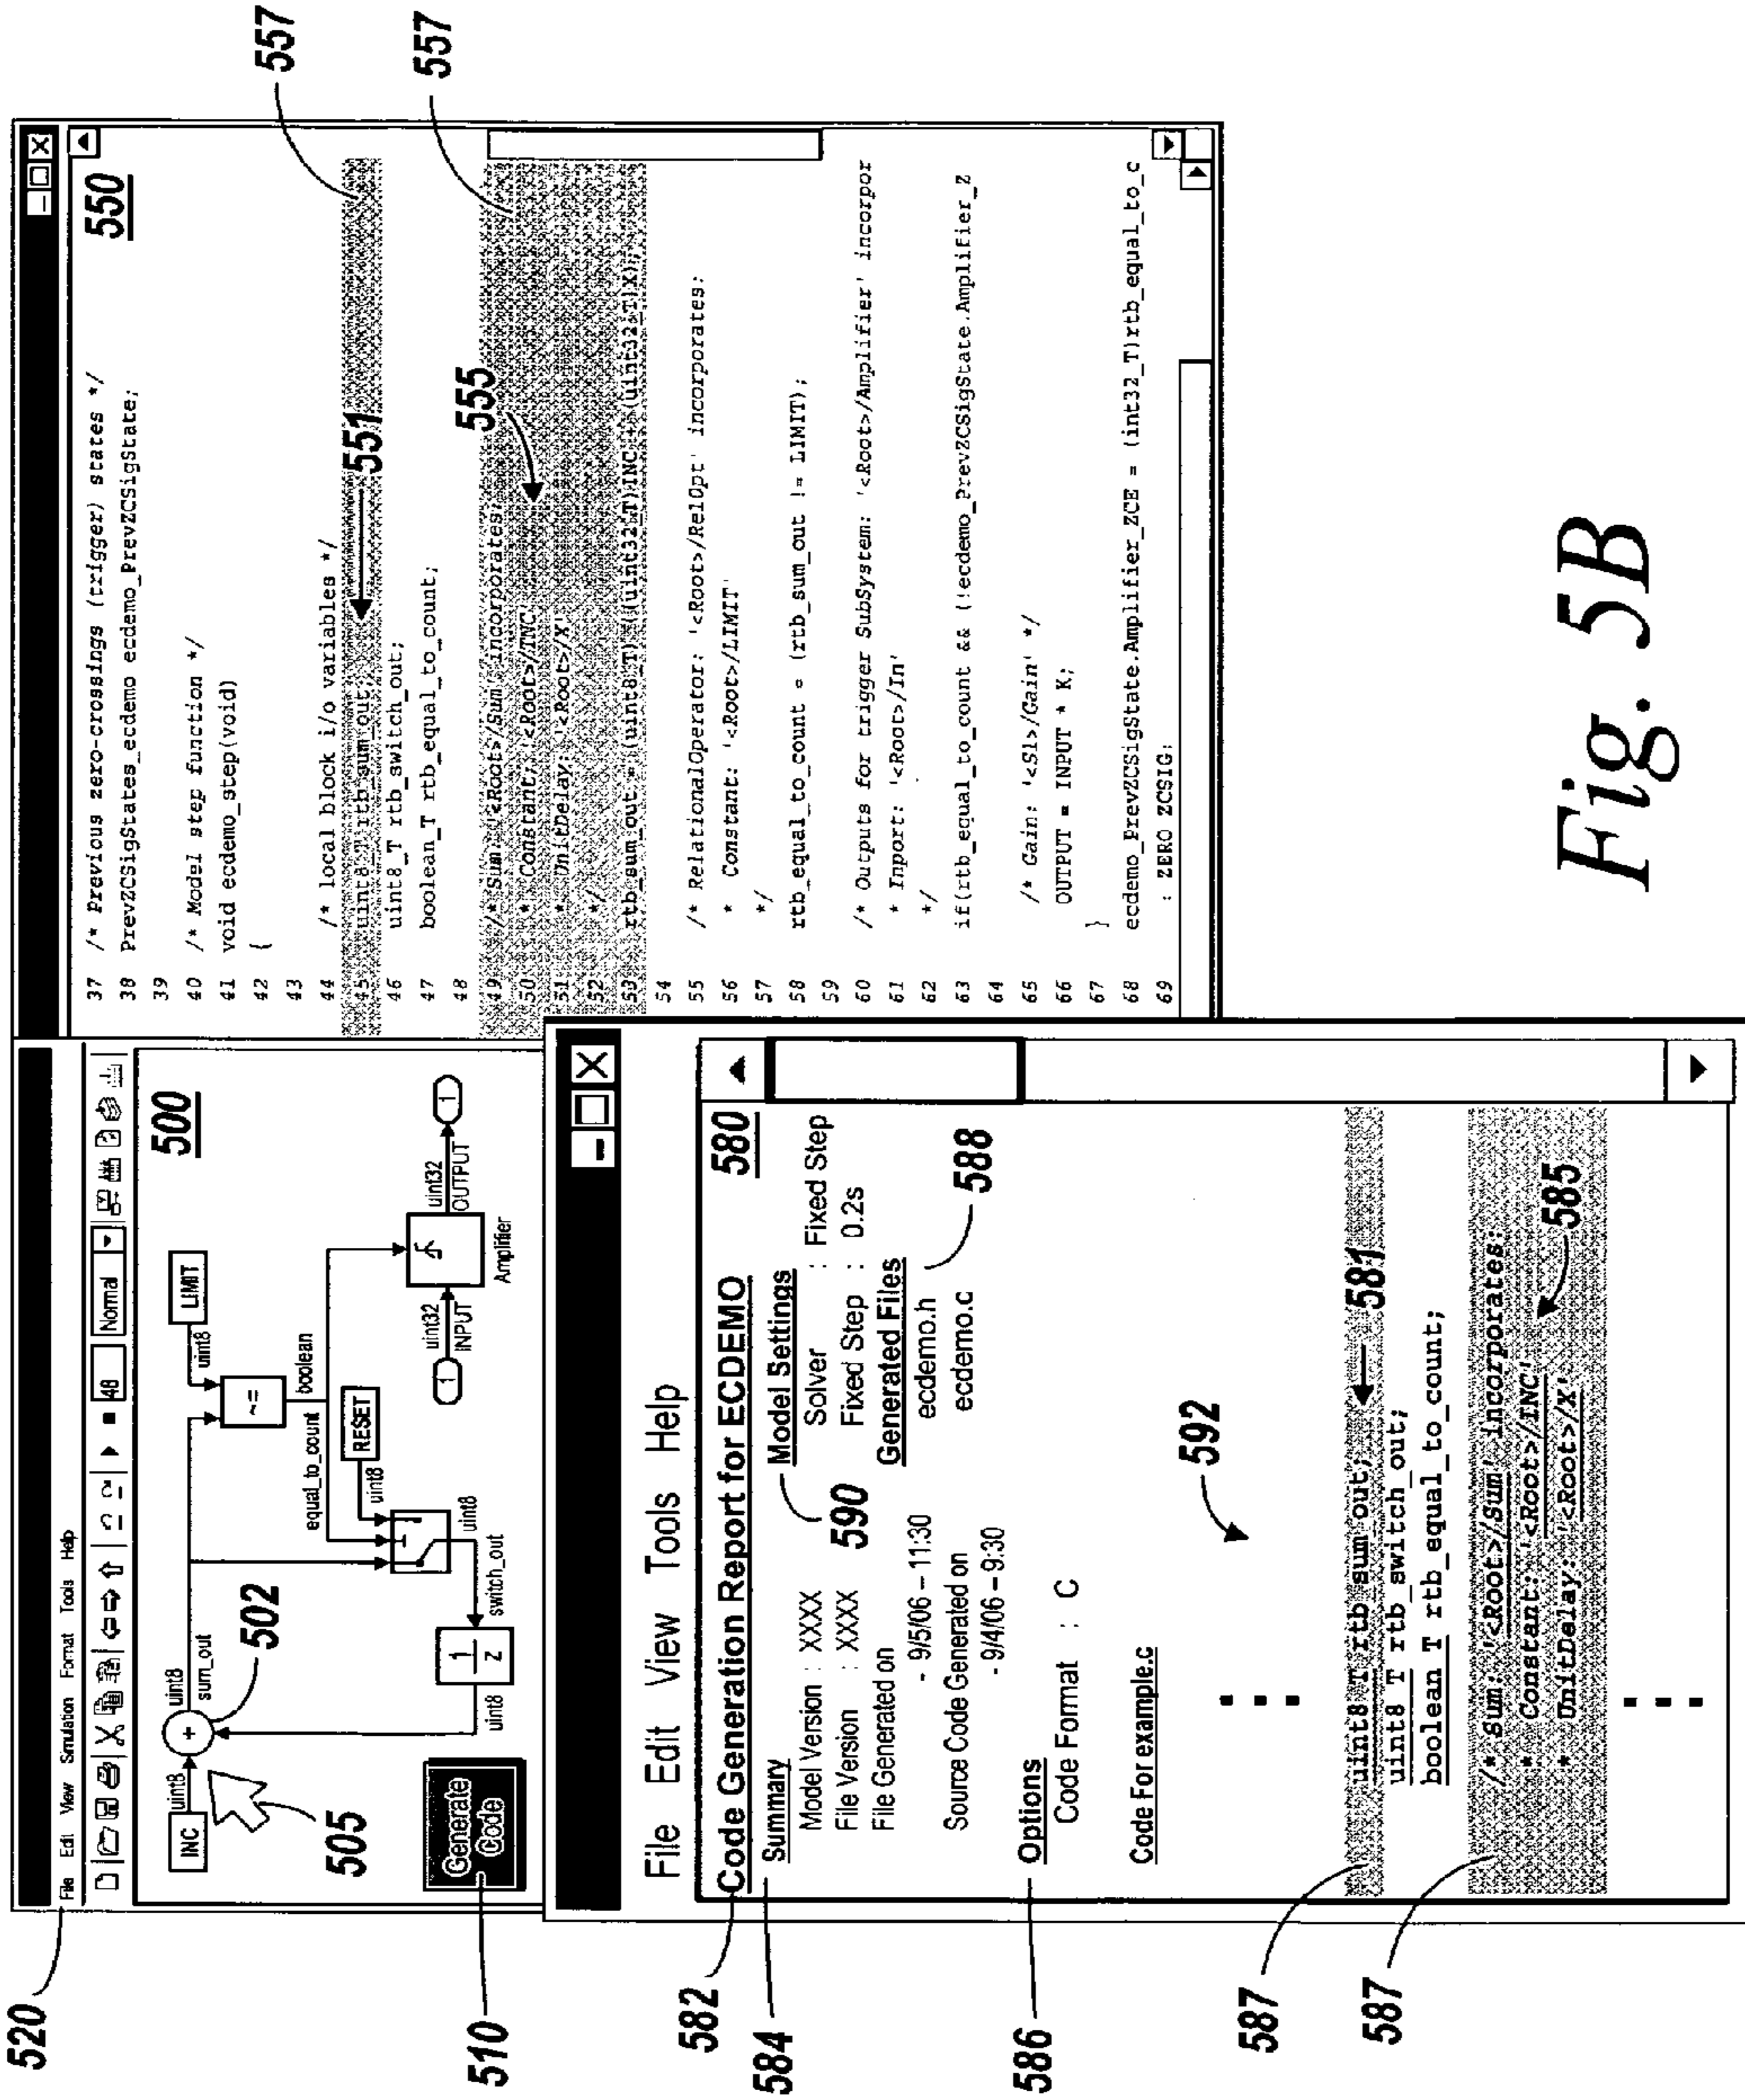 520
File Edit View Simulation Format Tools Help
48 Normal
500
INC
uint8
+
502
uint8
sum_out
505
LIMIT
uint8
~=
boolean
equal_to_count
RESET
uint8
uint8
switch_out
1
z
uint8
1
uint32
INPUT
Amplifier
uint32
OUTPUT
1
Generate
Code
510
550
37 /* Previous zero-crossings (trigger) states */
38 PrevZCSigStates_ecdemo ecdemo_PrevZCSigState;
39
40 /* Model step function */
41 void ecdemo_step(void)
42 {
43
44 /* local block i/o variables */
45 uint8_T rtb_sum_out;
551
557
46 uint8_T rtb_switch_out;
47 boolean_T rtb_equal_to_count;
48
49 /* Sum: '<Root>/Sum' incorporates:
50 * Constant: '<Root>/INC'
51 * UnitDelay: '<Root>/X'
52 */
53 rtb_sum_out = (uint8_T)((uint32_T)INC + (uint32_T)X);
555
557
54
55 /* RelationalOperator: '<Root>/RelOpt' incorporates:
56 * Constant: '<Root>/LIMIT'
57 */
58 rtb_equal_to_count = (rtb_sum_out != LIMIT);
59
60 /* Outputs for trigger SubSystem: '<Root>/Amplifier' incorpor
61 * Inport: '<Root>/In'
62 */
63 if(rtb_equal_to_count && (!ecdemo_PrevZCSigState.Amplifier_Z
64
65 /* Gain: '<S1>/Gain' */
66 OUTPUT = INPUT * K;
67 }
68 ecdemo_PrevZCSigState.Amplifier_ZCE = (int32_T)rtb_equal_to_c
69 : ZERO ZCSIG;
File Edit View Tools Help
582
Code Generation Report for ECDEMO
580
584
Summary
Model Version : XXXX
File Version : XXXX
File Generated on
- 9/5/06 – 11:30
Source Code Generated on
- 9/4/06 – 9:30
590
Model Settings
Solver : Fixed Step
Fixed Step : 0.2s
Generated Files
588
ecdemo.h
ecdemo.c
586
Options
Code Format : C
Code For example.c
592
587
uint8 T rtb sum out;
581
uint8 T rtb_switch_out;
boolean T rtb_equal_to_count;
587
/* sum: '<Root>/Sum' incorporates:
* Constant: '<Root>/INC'
585
* UnitDelay: '<Root>/X'
Fig. 5B